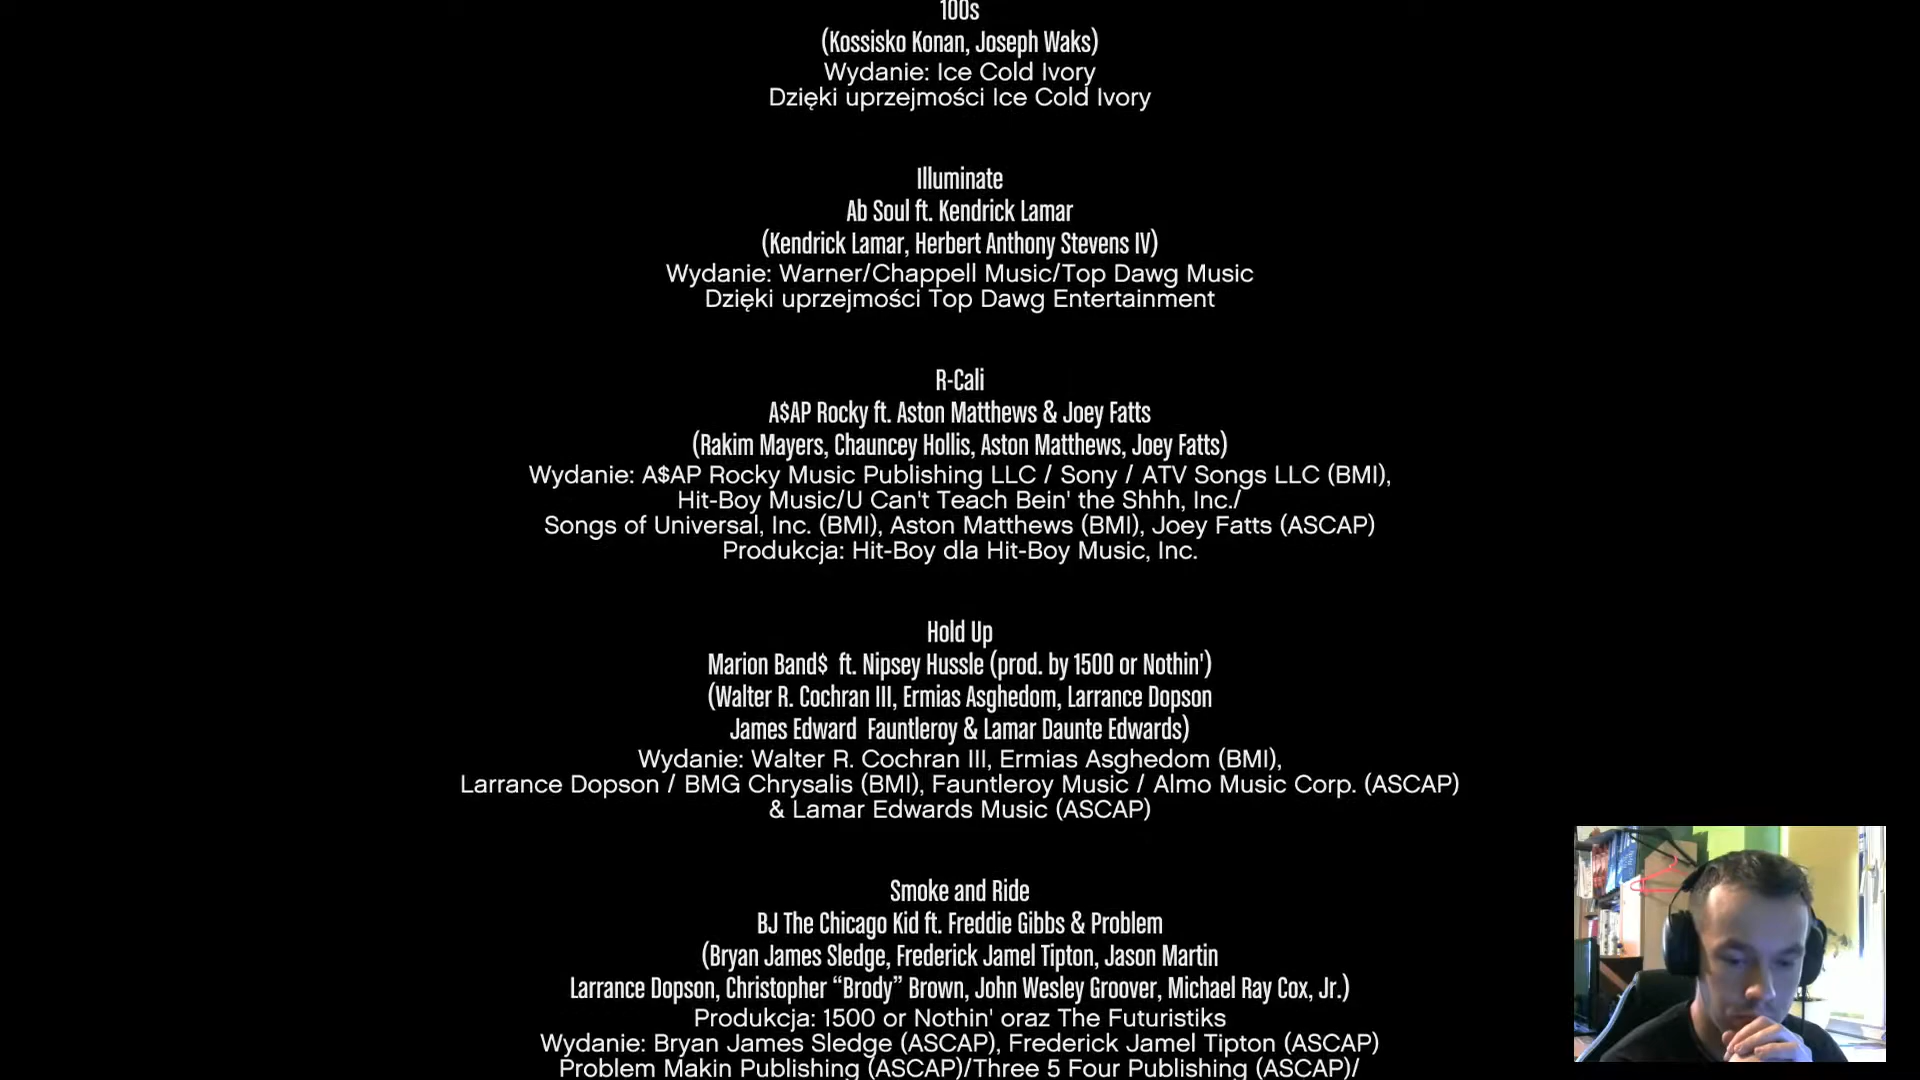 100s
(Kossisko Konan, Joseph Waks)
Wydanie: Ice Cold Ivory
Dzięki uprzejmości Ice Cold Ivory
Illuminate
Ab Soul ft. Kendrick Lamar
(Kendrick Lamar, Herbert Anthony Stevens IV)
Wydanie: Warner/Chappell Music/Top Dawg Music
Dzięki uprzejmości Top Dawg Entertainment
R-Cali
A$AP Rocky ft. Aston Matthews & Joey Fatts
(Rakim Mayers, Chauncey Hollis, Aston Matthews, Joey Fatts)
Wydanie: A$AP Rocky Music Publishing LLC / Sony / ATV Songs LLC (BMI),
Hit-Boy Music/U Can't Teach Bein' the Shhh, Inc./
Songs of Universal, Inc. (BMI), Aston Matthews (BMI), Joey Fatts (ASCAP)
Produkcja: Hit-Boy dla Hit-Boy Music, Inc.
Hold Up
Marion Band$ ft. Nipsey Hussle (prod. by 1500 or Nothin')
(Walter R. Cochran III, Ermias Asghedom, Larrance Dopson
James Edward Fauntleroy & Lamar Daunte Edwards)
Wydanie: Walter R. Cochran III, Ermias Asghedom (BMI),
Larrance Dopson / BMG Chrysalis (BMI), Fauntleroy Music / Almo Music Corp. (ASCAP)
& Lamar Edwards Music (ASCAP)
Smoke and Ride
BJ The Chicago Kid ft. Freddie Gibbs & Problem
(Bryan James Sledge, Frederick Jamel Tipton, Jason Martin
Larrance Dopson, Christopher “Brody” Brown, John Wesley Groover, Michael Ray Cox, Jr.)
Produkcja: 1500 or Nothin' oraz The Futuristiks
Wydanie: Bryan James Sledge (ASCAP), Frederick Jamel Tipton (ASCAP)
Problem Makin Publishing (ASCAP)/Three 5 Four Publishing (ASCAP)/